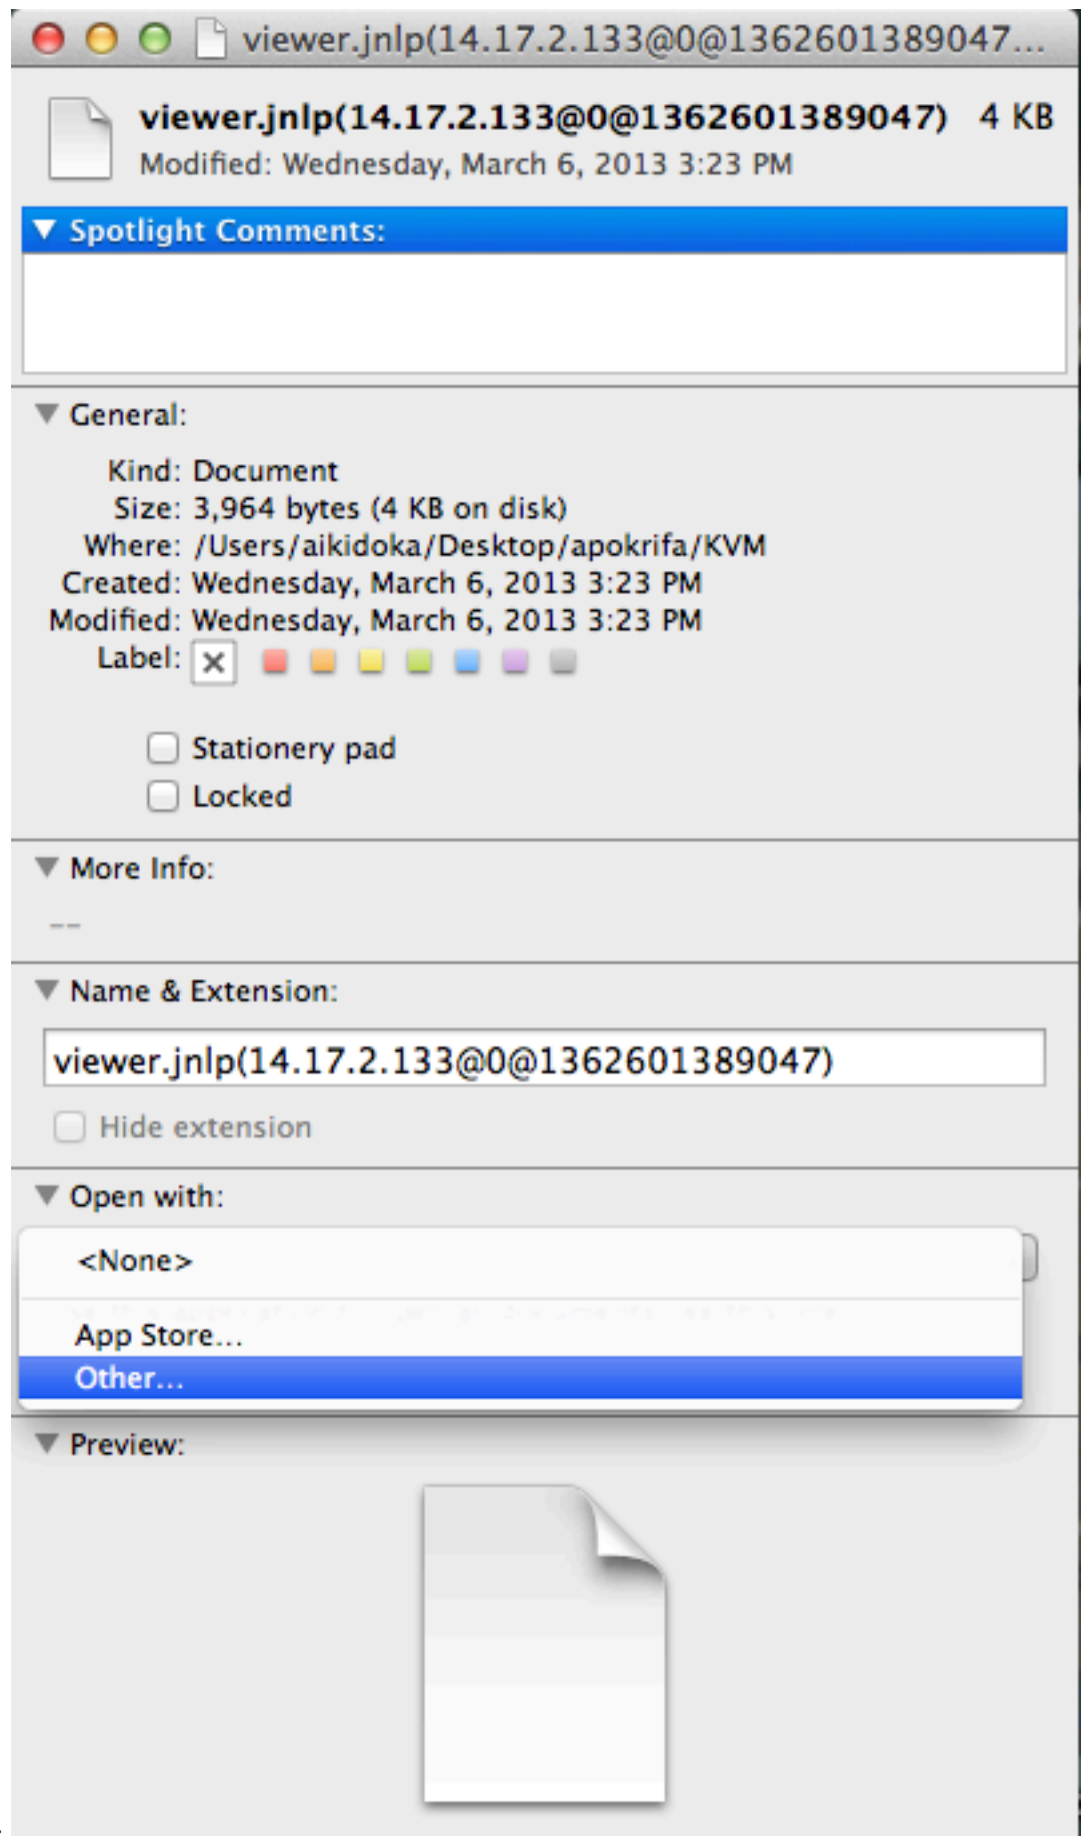 viewer.jnlp(14.17.2.133@0@1362601389047...
viewer.jnlp(14.17.2.133@0@1362601389047) 4 KB
Modified: Wednesday, March 6, 2013 3:23 PM
Spotlight Comments:
General:
Kind: Document
Size: 3,964 bytes (4 KB on disk)
Where: /Users/aikidoka/Desktop/apokrifa/KVM
Created: Wednesday, March 6, 2013 3:23 PM
Modified: Wednesday, March 6, 2013 3:23 PM
Label:
Stationery pad
Locked
More Info:
--
Name & Extension:
viewer.jnlp(14.17.2.133@0@1362601389047)
Hide extension
Open with:
<None>
App Store...
Other...
Preview: